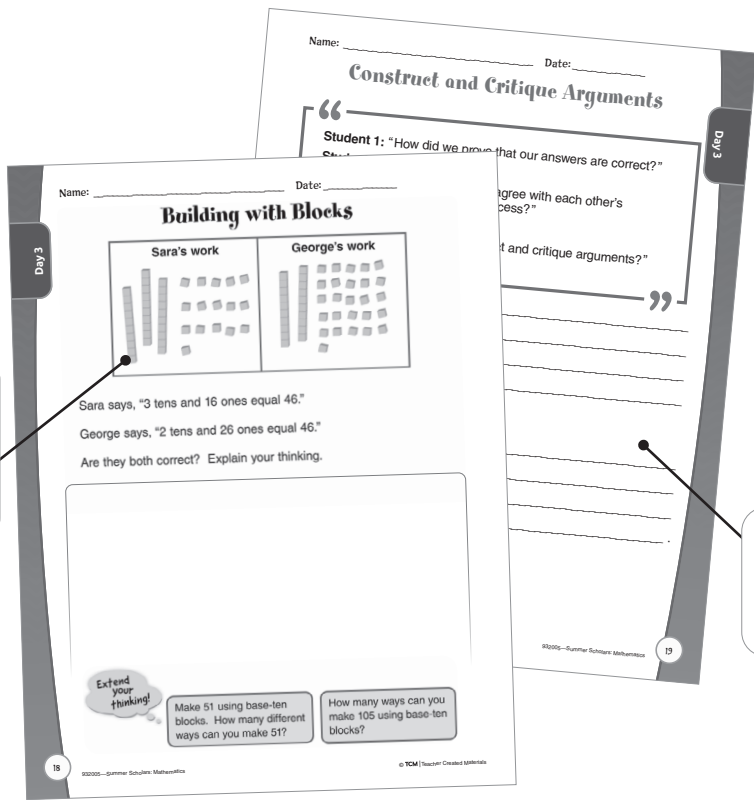 Name: Date:
Construct and Critique Arguments
Day 3
“
Student 1: “How did we prove that our answers are correct?”
agree with each other’s
and critique arguments?”
”
932005—Summer Scholars: Mathematics
19
Name: Date:
Building with Blocks
Day 3
Sara’s work
George’s work
Sara says, “3 tens and 16 ones equal 46.”
George says, “2 tens and 26 ones equal 46.”
Are they both correct? Explain your thinking.
Extend
your
thinking!
Make 51 using base-ten
blocks. How many different
ways can you make 51?
How many ways can you
make 105 using base-ten
blocks?
18
932005—Summer Scholars: Mathematics
© TCM | Teacher Created Materials